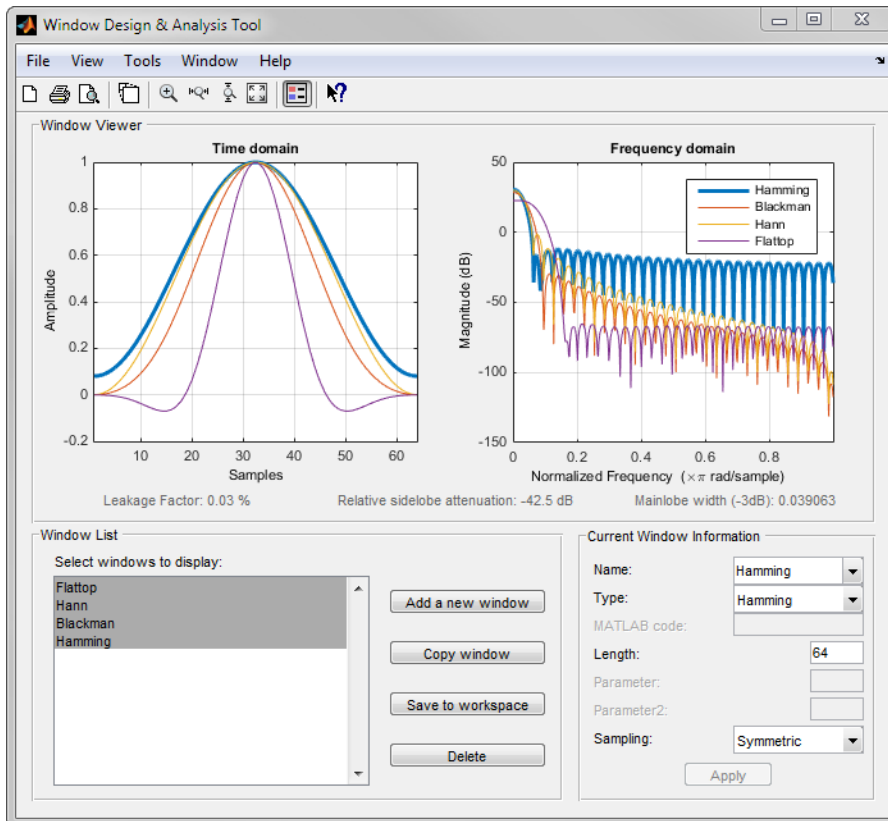 Window Design & Analysis Tool
File View Tools Window Help
Window Viewer
Time domain
1
0.8
0.6
0.4
0.2
0
-0.2
Amplitude
10 20 30 40 50 60
Samples
Frequency domain
50
0
-50
-100
-150
Magnitude (dB)
Hamming
Blackman
Hann
Flattop
0 0.2 0.4 0.6 0.8
Normalized Frequency (×π rad/sample)
Leakage Factor: 0.03 % Relative sidelobe attenuation: -42.5 dB Mainlobe width (-3dB): 0.039063
Window List
Select windows to display:
Flattop
Hann
Blackman
Hamming
Add a new window
Copy window
Save to workspace
Delete
Current Window Information
Name: Hamming
Type: Hamming
MATLAB code:
Length: 64
Parameter:
Parameter2:
Sampling: Symmetric
Apply